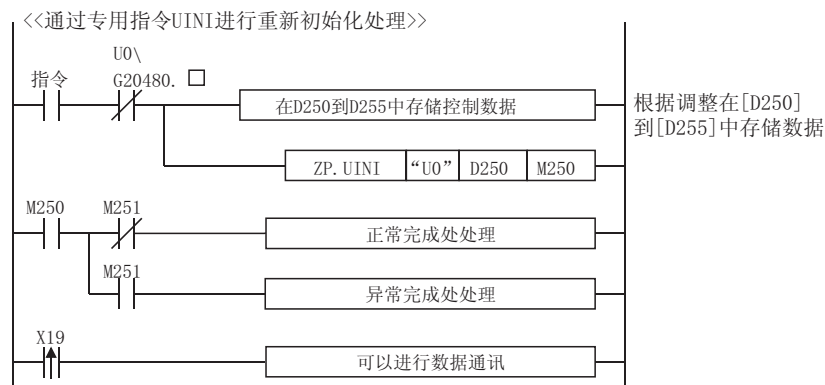 <<通过专用指令UINI进行重新初始化处理>>
U0\
指令 G20480. □
在D250到D255中存储控制数据
根据调整在[D250]
到[D255]中存储数据
ZP. UINI “U0” D250 M250
M250 M251
正常完成处处理
M251
异常完成处处理
X19
可以进行数据通讯